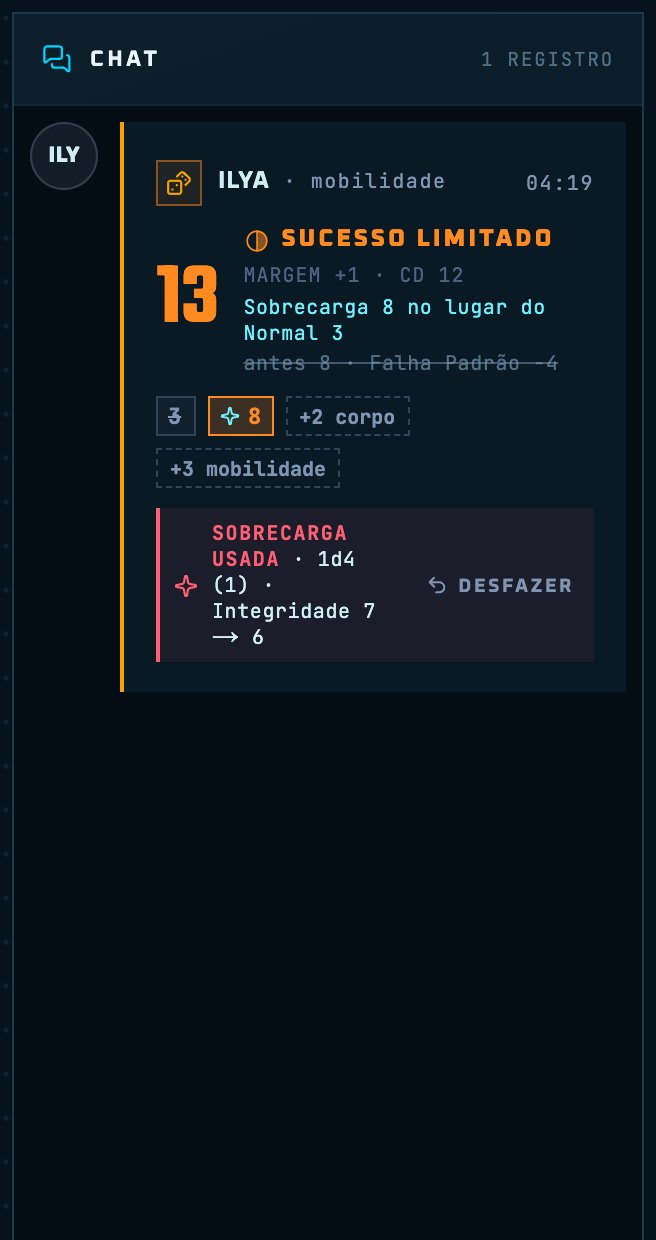 CHAT
1 REGISTRO
ILY
ILYA · mobilidade
04:19
SUCESSO LIMITADO
13
MARGEM +1 · CD 12
Sobrecarga 8 no lugar do
Normal 3
antes 8 · Falha Padrão -4
3
8
+2 corpo
+3 mobilidade
SOBRECARGA
USADA · 1d4
(1) ·
Integridade 7
→ 6
DESFAZER